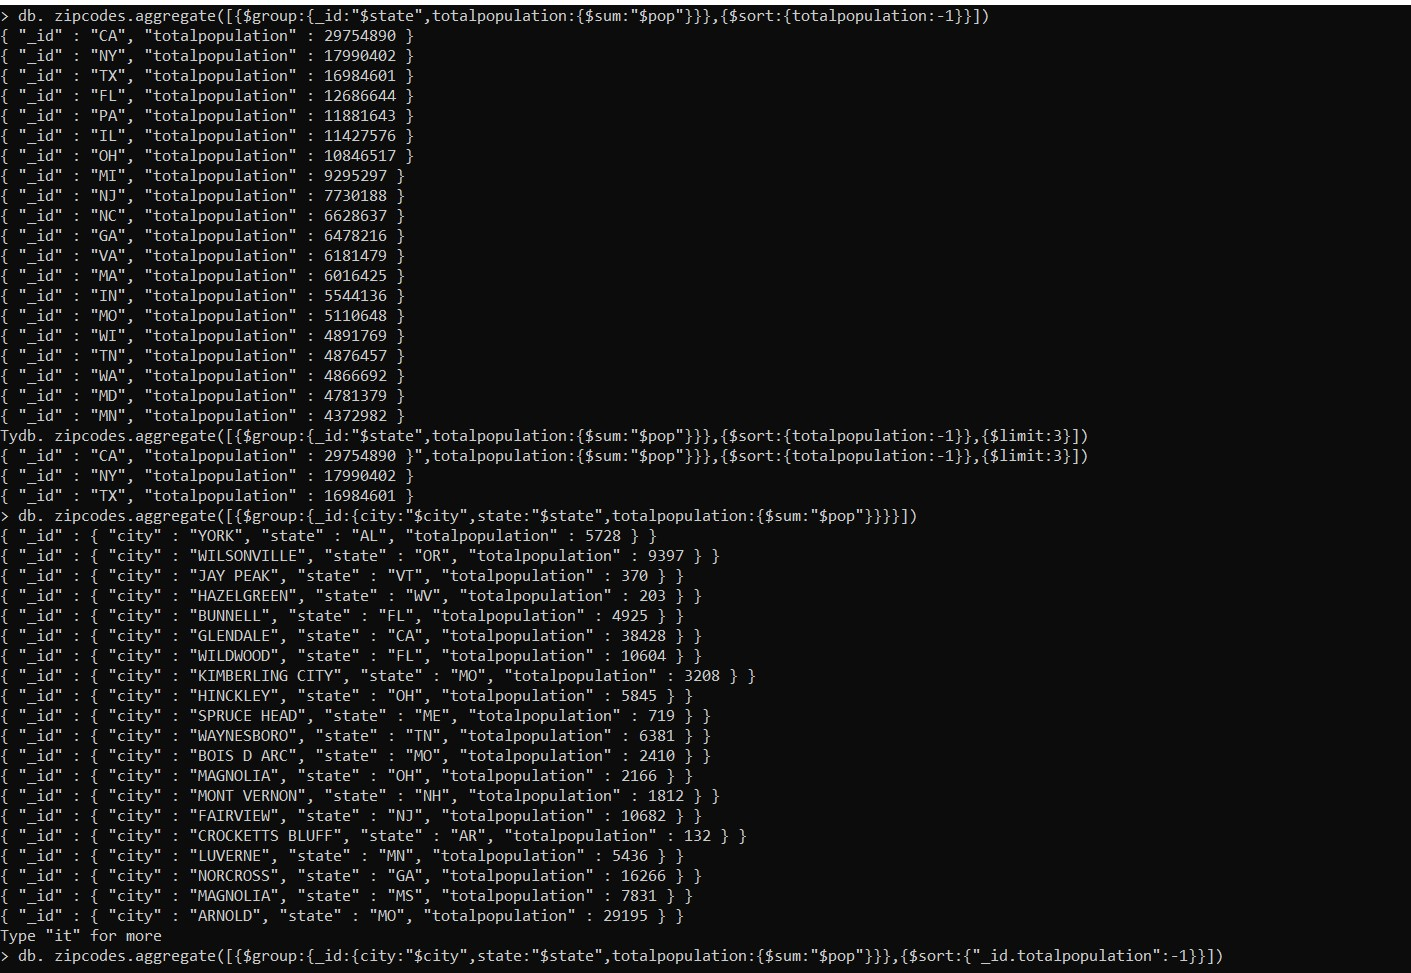 > db. zipcodes.aggregate([{$group:{_id:"$state",totalpopulation:{$sum:"$pop"}}},{$sort:{totalpopulation:-1}}])
{ "_id" : "CA", "totalpopulation" : 29754890 }
{ "_id" : "NY", "totalpopulation" : 17990402 }
{ "_id" : "TX", "totalpopulation" : 16984601 }
{ "_id" : "FL", "totalpopulation" : 12686644 }
{ "_id" : "PA", "totalpopulation" : 11881643 }
{ "_id" : "IL", "totalpopulation" : 11427576 }
{ "_id" : "OH", "totalpopulation" : 10846517 }
{ "_id" : "MI", "totalpopulation" : 9295297 }
{ "_id" : "NJ", "totalpopulation" : 7730188 }
{ "_id" : "NC", "totalpopulation" : 6628637 }
{ "_id" : "GA", "totalpopulation" : 6478216 }
{ "_id" : "VA", "totalpopulation" : 6181479 }
{ "_id" : "MA", "totalpopulation" : 6016425 }
{ "_id" : "IN", "totalpopulation" : 5544136 }
{ "_id" : "MO", "totalpopulation" : 5110648 }
{ "_id" : "WI", "totalpopulation" : 4891769 }
{ "_id" : "TN", "totalpopulation" : 4876457 }
{ "_id" : "WA", "totalpopulation" : 4866692 }
{ "_id" : "MD", "totalpopulation" : 4781379 }
{ "_id" : "MN", "totalpopulation" : 4372982 }
Tydb. zipcodes.aggregate([{$group:{_id:"$state",totalpopulation:{$sum:"$pop"}}},{$sort:{totalpopulation:-1}},{$limit:3}])
{ "_id" : "CA", "totalpopulation" : 29754890 }",totalpopulation:{$sum:"$pop"}}},{$sort:{totalpopulation:-1}},{$limit:3}])
{ "_id" : "NY", "totalpopulation" : 17990402 }
{ "_id" : "TX", "totalpopulation" : 16984601 }
> db. zipcodes.aggregate([{$group:{_id:{city:"$city",state:"$state",totalpopulation:{$sum:"$pop"}}}}])
{ "_id" : { "city" : "YORK", "state" : "AL", "totalpopulation" : 5728 } }
{ "_id" : { "city" : "WILSONVILLE", "state" : "OR", "totalpopulation" : 9397 } }
{ "_id" : { "city" : "JAY PEAK", "state" : "VT", "totalpopulation" : 370 } }
{ "_id" : { "city" : "HAZELGREEN", "state" : "WV", "totalpopulation" : 203 } }
{ "_id" : { "city" : "BUNNELL", "state" : "FL", "totalpopulation" : 4925 } }
{ "_id" : { "city" : "GLENDALE", "state" : "CA", "totalpopulation" : 38428 } }
{ "_id" : { "city" : "WILDWOOD", "state" : "FL", "totalpopulation" : 10604 } }
{ "_id" : { "city" : "KIMBERLING CITY", "state" : "MO", "totalpopulation" : 3208 } }
{ "_id" : { "city" : "HINCKLEY", "state" : "OH", "totalpopulation" : 5845 } }
{ "_id" : { "city" : "SPRUCE HEAD", "state" : "ME", "totalpopulation" : 719 } }
{ "_id" : { "city" : "WAYNESBORO", "state" : "TN", "totalpopulation" : 6381 } }
{ "_id" : { "city" : "BOIS D ARC", "state" : "MO", "totalpopulation" : 2410 } }
{ "_id" : { "city" : "MAGNOLIA", "state" : "OH", "totalpopulation" : 2166 } }
{ "_id" : { "city" : "MONT VERNON", "state" : "NH", "totalpopulation" : 1812 } }
{ "_id" : { "city" : "FAIRVIEW", "state" : "NJ", "totalpopulation" : 10682 } }
{ "_id" : { "city" : "CROCKETTS BLUFF", "state" : "AR", "totalpopulation" : 132 } }
{ "_id" : { "city" : "LUVERNE", "state" : "MN", "totalpopulation" : 5436 } }
{ "_id" : { "city" : "NORCROSS", "state" : "GA", "totalpopulation" : 16266 } }
{ "_id" : { "city" : "MAGNOLIA", "state" : "MS", "totalpopulation" : 7831 } }
{ "_id" : { "city" : "ARNOLD", "state" : "MO", "totalpopulation" : 29195 } }
Type "it" for more
> db. zipcodes.aggregate([{$group:{_id:{city:"$city",state:"$state",totalpopulation:{$sum:"$pop"}}},{$sort:{"_id.totalpopulation":-1}}])